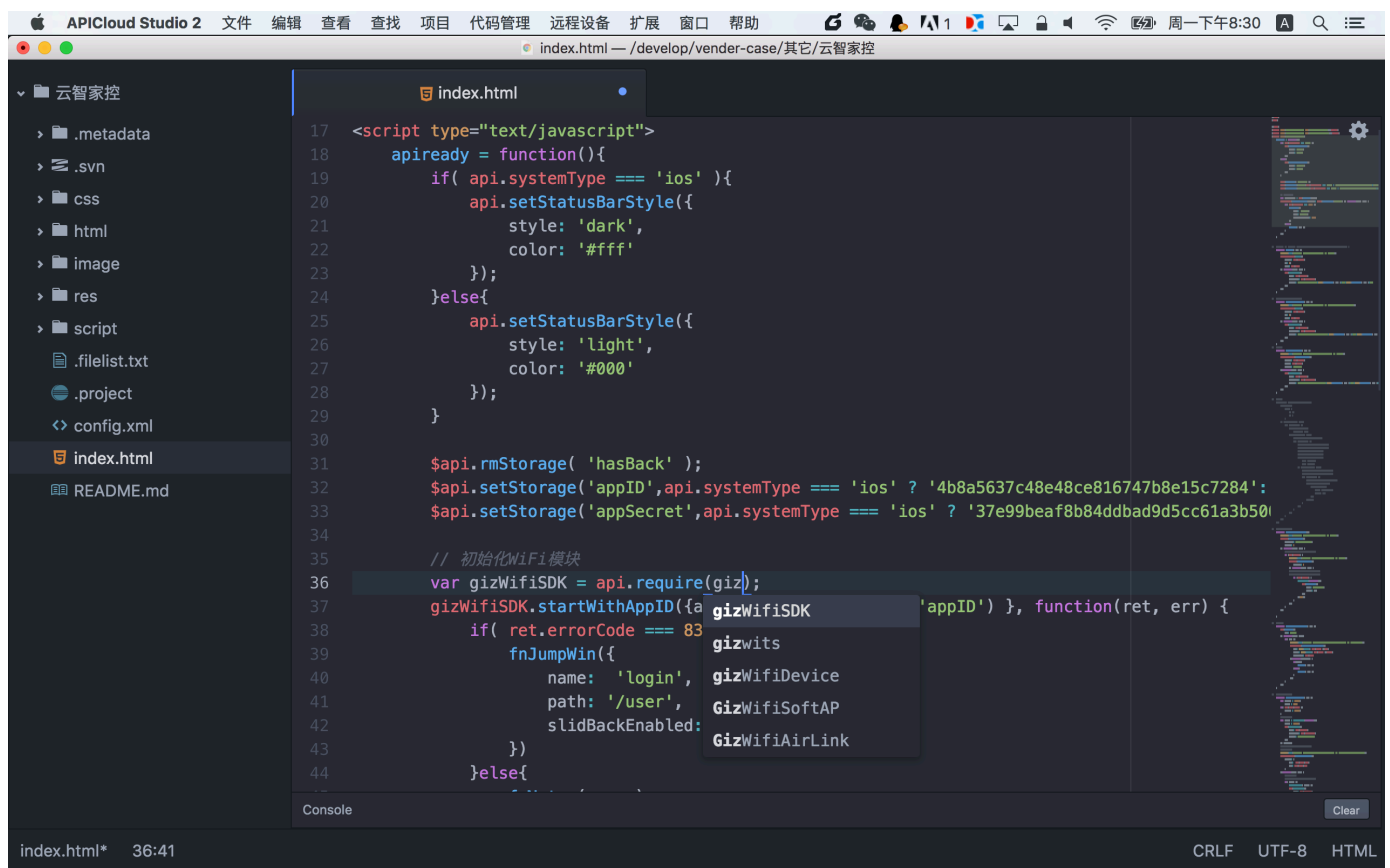 APICloud Studio 2 文件 编辑 查看 查找 项目 代码管理 远程设备 扩展 窗口 帮助 1 周一下午8:30 A
index.html — /develop/vender-case/其它/云智家控
云智家控
.metadata
.svn
css
html
image
res
script
.filelist.txt
.project
config.xml
index.html
README.md
index.html
17 <script type="text/javascript">
18 apiready = function(){
19 if( api.systemType === 'ios' ){
20 api.setStatusBarStyle({
21 style: 'dark',
22 color: '#fff'
23 });
24 }else{
25 api.setStatusBarStyle({
26 style: 'light',
27 color: '#000'
28 });
29 }
30
31 $api.rmStorage( 'hasBack' );
32 $api.setStorage('appID',api.systemType === 'ios' ? '4b8a5637c48e48ce816747b8e15c7284':
33 $api.setStorage('appSecret',api.systemType === 'ios' ? '37e99beaf8b84ddbad9d5cc61a3b50
34
35 // 初始化WiFi模块
36 var gizWifiSDK = api.require(giz);
37 gizWifiSDK.startWithAppID({a 'appID') }, function(ret, err) {
38 if( ret.errorCode === 83
39 fnJumpWin({
40 name: 'login',
41 path: '/user',
42 slidBackEnabled:
43 })
44 }else{
gizWifiSDK
gizwits
gizWifiDevice
GizWifiSoftAP
GizWifiAirLink
Console Clear
index.html* 36:41 CRLF UTF-8 HTML